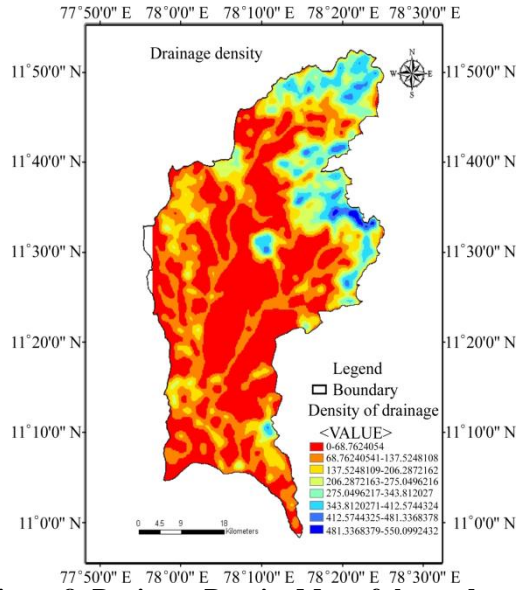 77°50'0" E 78°0'0" E 78°10'0" E 78°20'0" E 78°30'0" E
Drainage density
N
W E
S
11°50'0" N 11°50'0" N
11°40'0" N 11°40'0" N
11°30'0" N 11°30'0" N
11°20'0" N 11°20'0" N
11°10'0" N 11°10'0" N
11°00'0" N 11°00'0" N
Legend
Boundary
Density of drainage
<VALUE>
0-68.7624054
68.76240541-137.5248108
137.5248109-206.2872162
206.2872163-275.0496216
275.0496217-343.812027
343.8120271-412.5744324
412.5744325-481.3368378
481.3368379-550.0992432
0 4.5 9 18
Kilometers
77°50'0" E 78°0'0" E 78°10'0" E 78°20'0" E 78°30'0" E